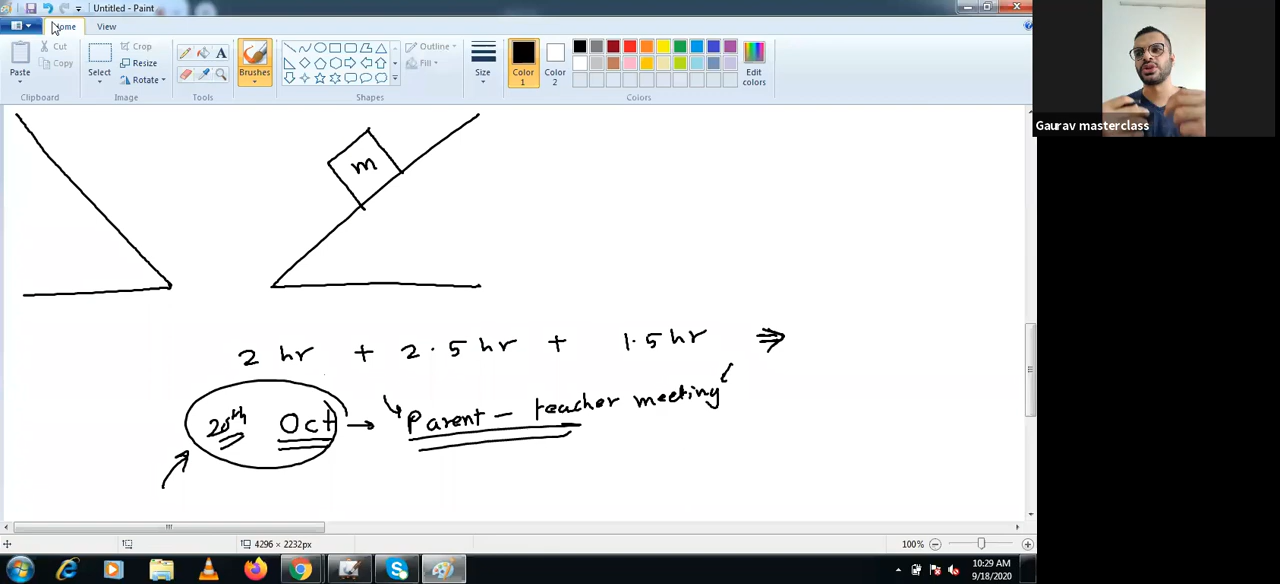 Untitled - Paint
Home View
Cut
Copy
Paste
Clipboard
Crop
Resize
Rotate
Select
Image
A
Tools
Brushes
Outline
Fill
Shapes
Size
Color 1
Color 2
Edit colors
Colors
Gaurav masterclass
m
2 hr + 2.5 hr + 1.5 hr ⇒
20th Oct → Parent - teacher meeting
4296 × 2232px
100%
10:29 AM
9/18/2020